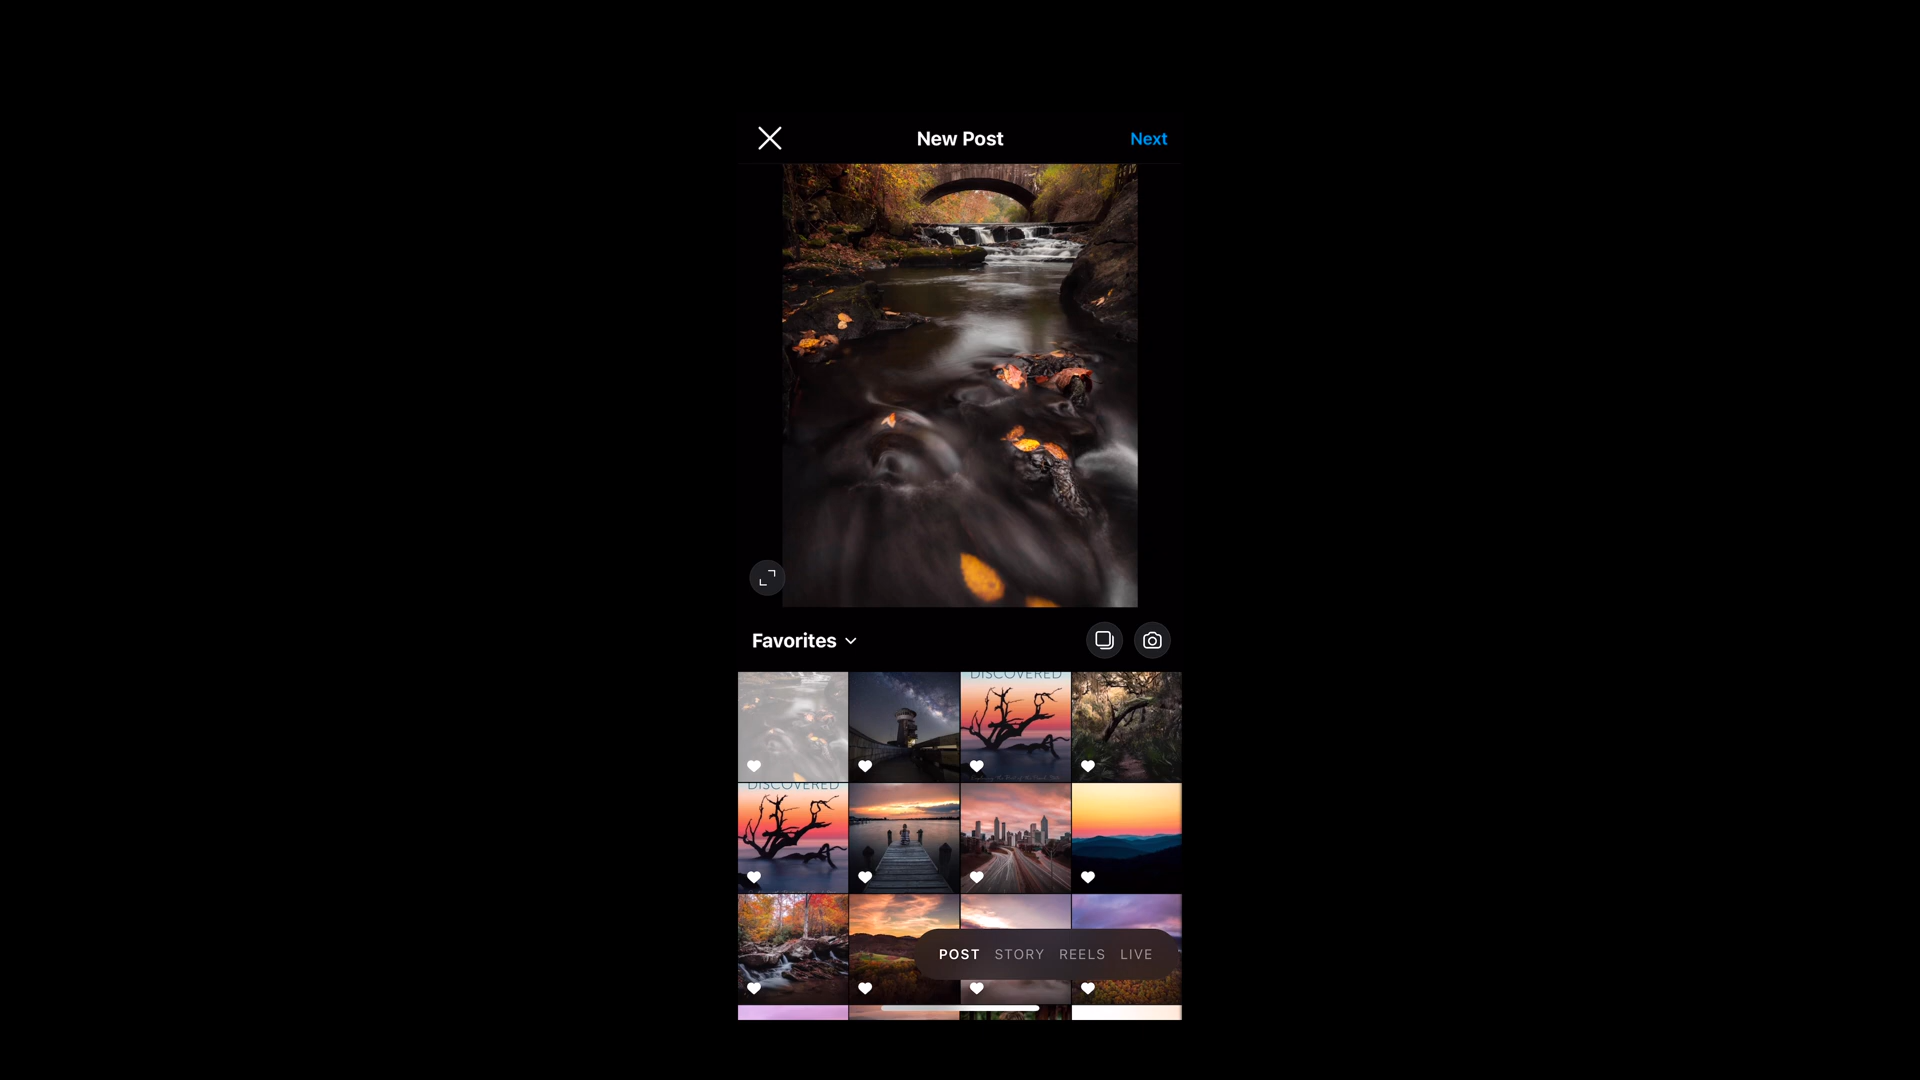 New Post
Next
Favorites
DISCOVERED
DISCOVERED
POST STORY REELS LIVE